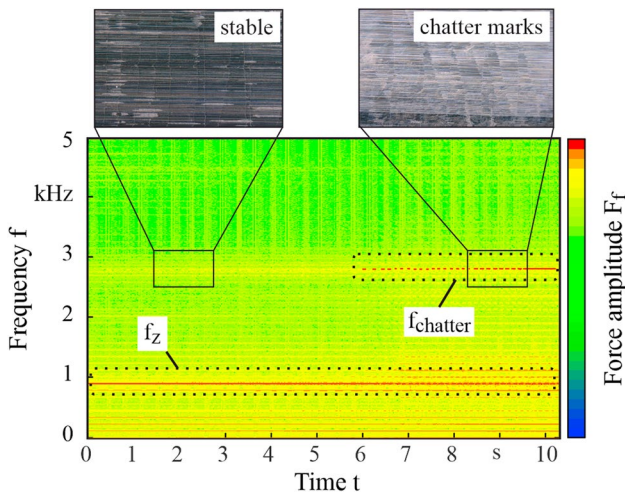 stable
chatter marks
5
kHz
3
2
1
0
Frequency f
f_z
f_chatter
0 1 2 3 4 5 6 7 8 s 10
Time t
Force amplitude F_f